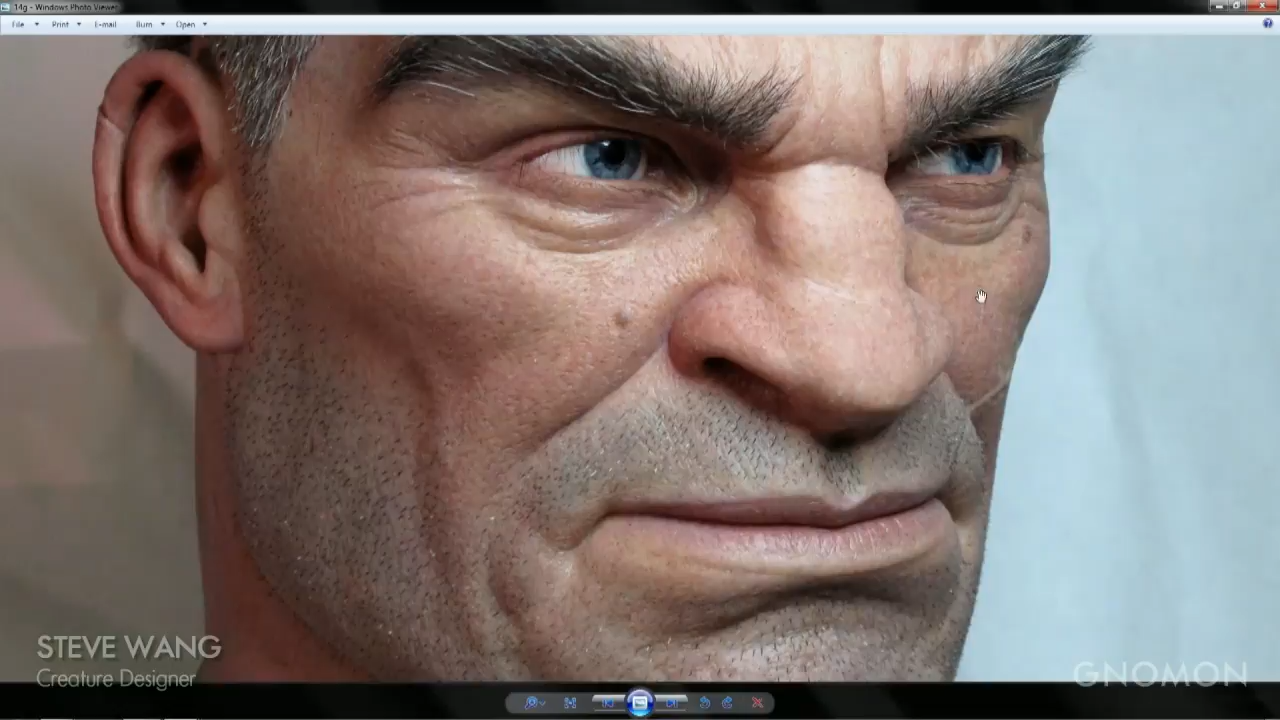 14g - Windows Photo Viewer
File Print E-mail Burn Open
STEVE WANG
Creature Designer
GNOMON